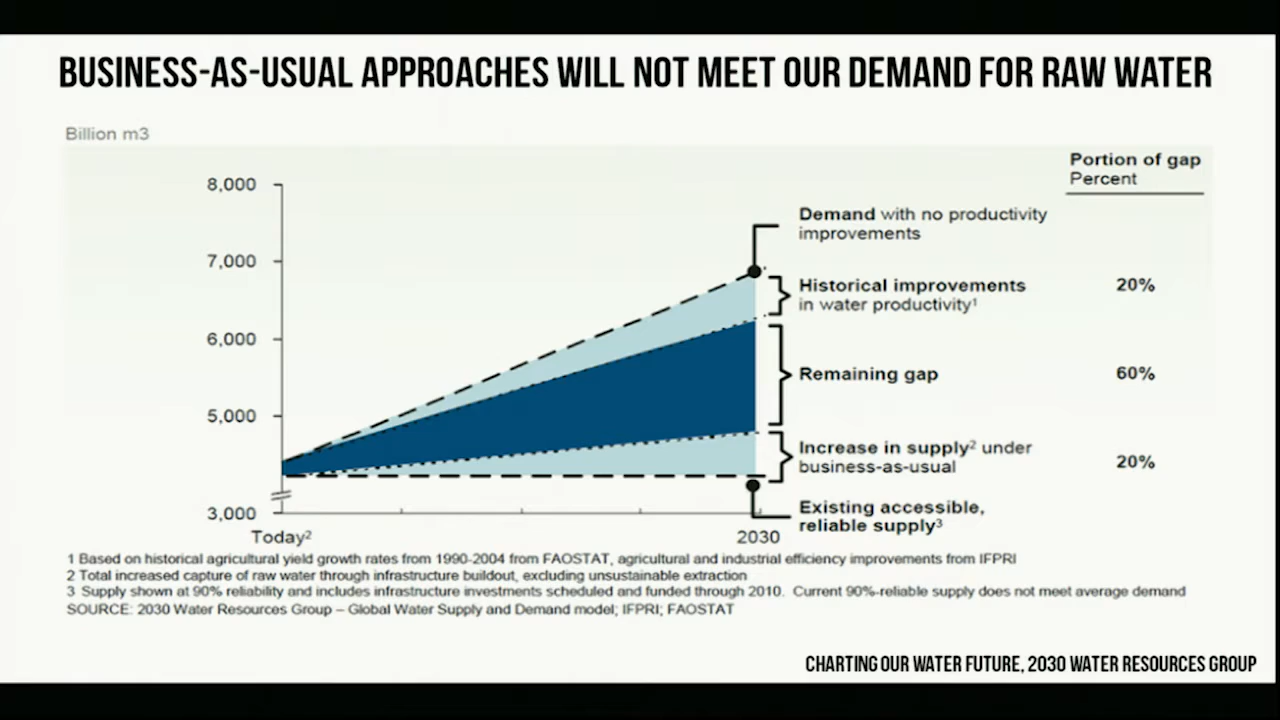 BUSINESS-AS-USUAL APPROACHES WILL NOT MEET OUR DEMAND FOR RAW WATER
Billion m3
Portion of gap
Percent
8,000
7,000
6,000
5,000
3,000
Demand with no productivity
improvements
Historical improvements
in water productivity¹
20%
Remaining gap
60%
Increase in supply² under
business-as-usual
20%
Existing accessible,
reliable supply³
Today²
2030
1 Based on historical agricultural yield growth rates from 1990-2004 from FAOSTAT, agricultural and industrial efficiency improvements from IFPRI
2 Total increased capture of raw water through infrastructure buildout, excluding unsustainable extraction
3 Supply shown at 90% reliability and includes infrastructure investments scheduled and funded through 2010. Current 90%-reliable supply does not meet average demand
SOURCE: 2030 Water Resources Group – Global Water Supply and Demand model; IFPRI; FAOSTAT
CHARTING OUR WATER FUTURE, 2030 WATER RESOURCES GROUP